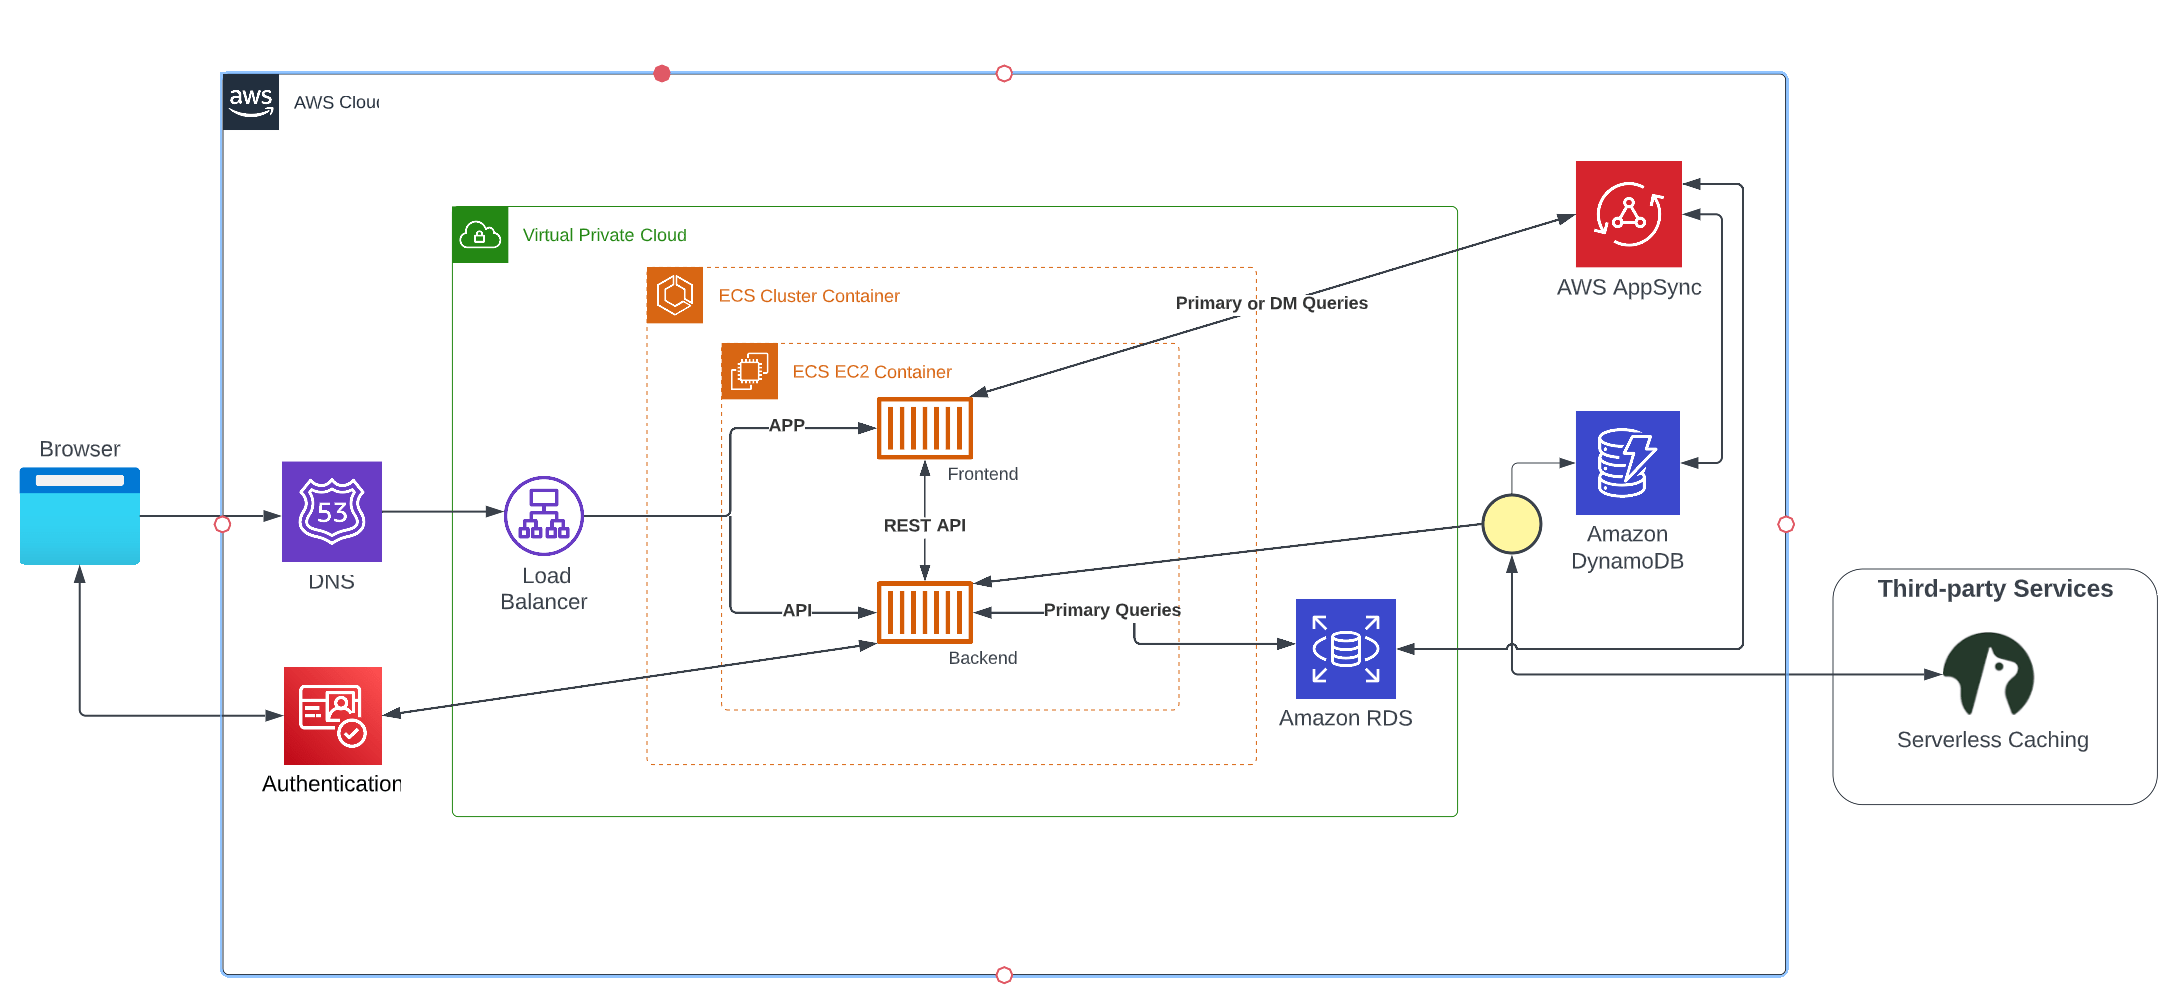 aws
AWS Clou
Virtual Private Cloud
ECS Cluster Container
ECS EC2 Container
Primary or DM Queries
AWS AppSync
APP
Frontend
REST API
API
Primary Queries
Backend
Browser
53
DNS
Load
Balancer
Authentication
Amazon
DynamoDB
Amazon RDS
Third-party Services
Serverless Caching